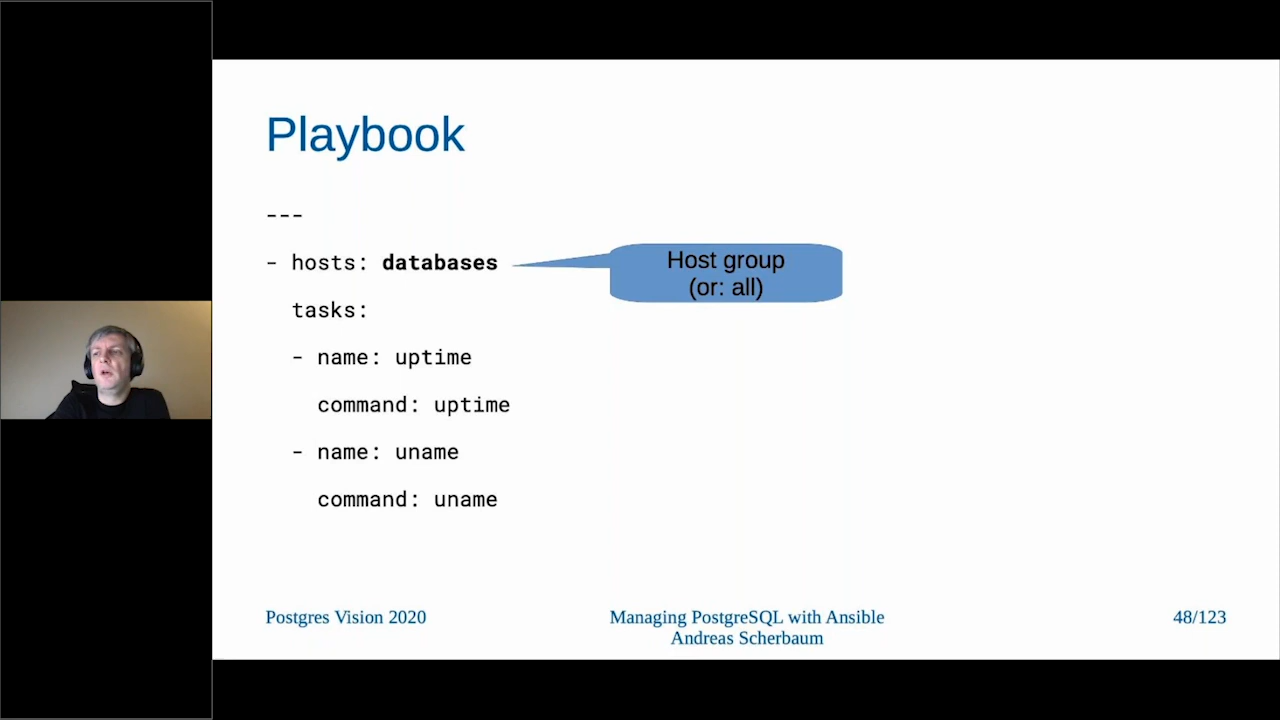 Playbook
---
- hosts: databases
Host group
(or: all)
tasks:
- name: uptime
command: uptime
- name: uname
command: uname
Postgres Vision 2020
Managing PostgreSQL with Ansible
Andreas Scherbaum
48/123